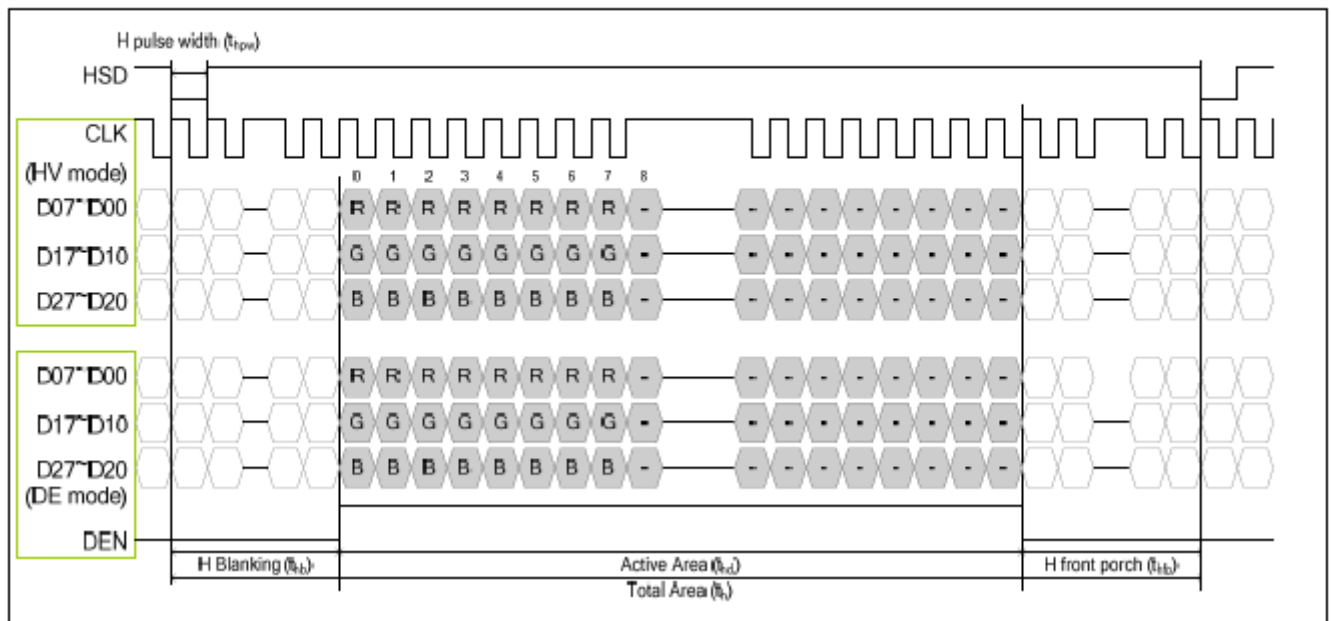 H pulse width (thpw)
HSD
CLK
(HV mode)
0 1 2 3 4 5 6 7 8
D07~D00 R R R R R R R R - - - - - - - - -
D17~D10 G G G G G G G G - - - - - - - - -
D27~D20 B B B B B B B B - - - - - - - - -
D07~D00 R R R R R R R R - - - - - - - - -
D17~D10 G G G G G G G G - - - - - - - - -
D27~D20 B B B B B B B B - - - - - - - - -
(DE mode)
DEN
H Blanking (thb) Active Area (thd) H front porch (thfp)
Total Area (th)